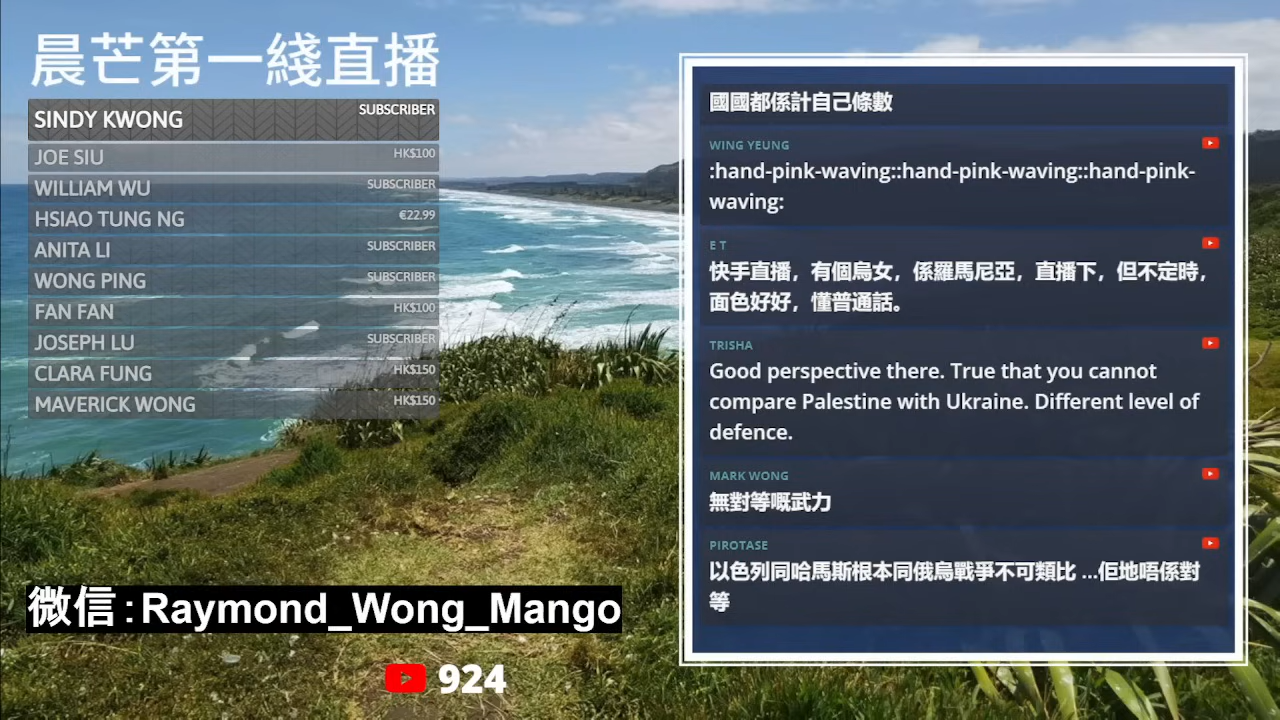 晨芒第一綫直播
SINDY KWONG SUBSCRIBER
JOE SIU HK$100
WILLIAM WU SUBSCRIBER
HSIAO TUNG NG €22.99
ANITA LI SUBSCRIBER
WONG PING SUBSCRIBER
FAN FAN HK$100
JOSEPH LU SUBSCRIBER
CLARA FUNG HK$150
MAVERICK WONG HK$150
微信:Raymond_Wong_Mango
924
國國都係計自己條數
WING YEUNG
:hand-pink-waving::hand-pink-waving::hand-pink-
waving:
E T
快手直播，有個烏女，係羅馬尼亞，直播下，但不定時，
面色好好，懂普通話。
TRISHA
Good perspective there. True that you cannot
compare Palestine with Ukraine. Different level of
defence.
MARK WONG
無對等嘅武力
PIROTASE
以色列同哈馬斯根本同俄烏戰爭不可類比 ...佢地唔係對
等